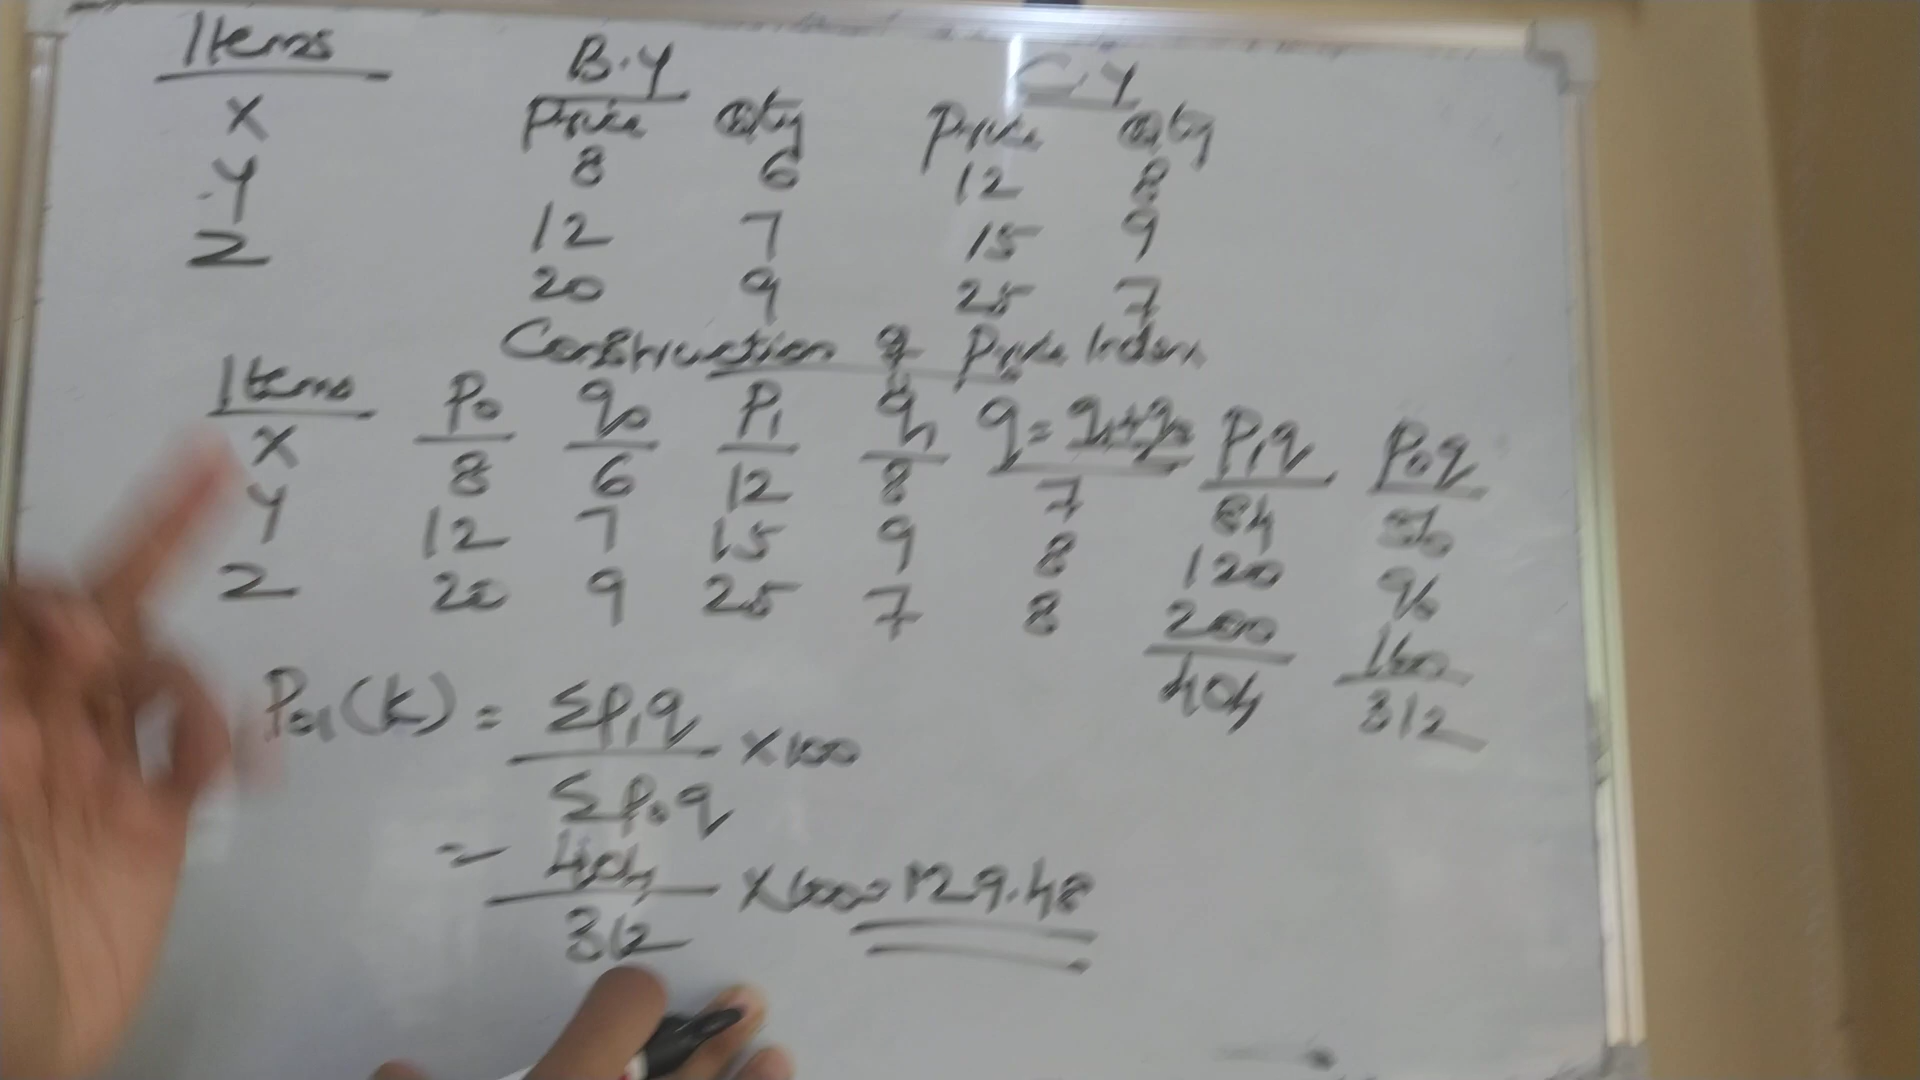 Items B.Y C.Y
X Price Qty Price Qty
Y 8 6 12 8
Z 12 7 15 9
20 9 25 7
Construction of Price Index
Items P₀ q₀ P₁ q₁ q = q₁+q₀ P₁q P₀q
X 8 6 12 8 7 84 56
Y 12 7 15 9 8 120 96
Z 20 9 25 7 8 200 160
404 312
P₀₁(K) = ΣP₁q / ΣP₀q × 100
= 404 / 312 × 100 = 129.48